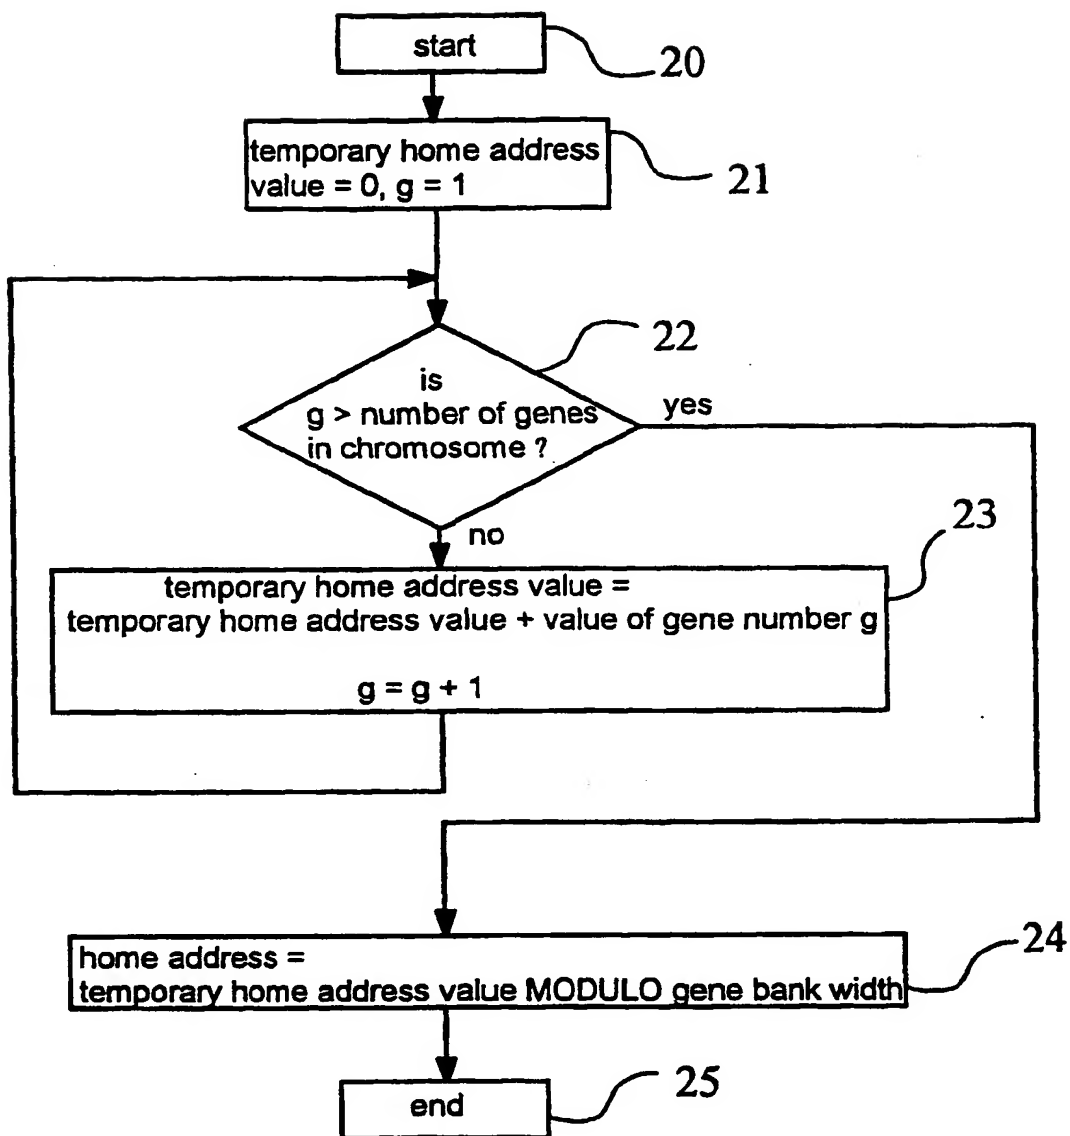 start
20
temporary home address
value = 0, g = 1
21
22
is
g > number of genes
in chromosome ?
yes
no
23
temporary home address value =
temporary home address value + value of gene number g
g = g + 1
home address =
temporary home address value MODULO gene bank width
24
end
25